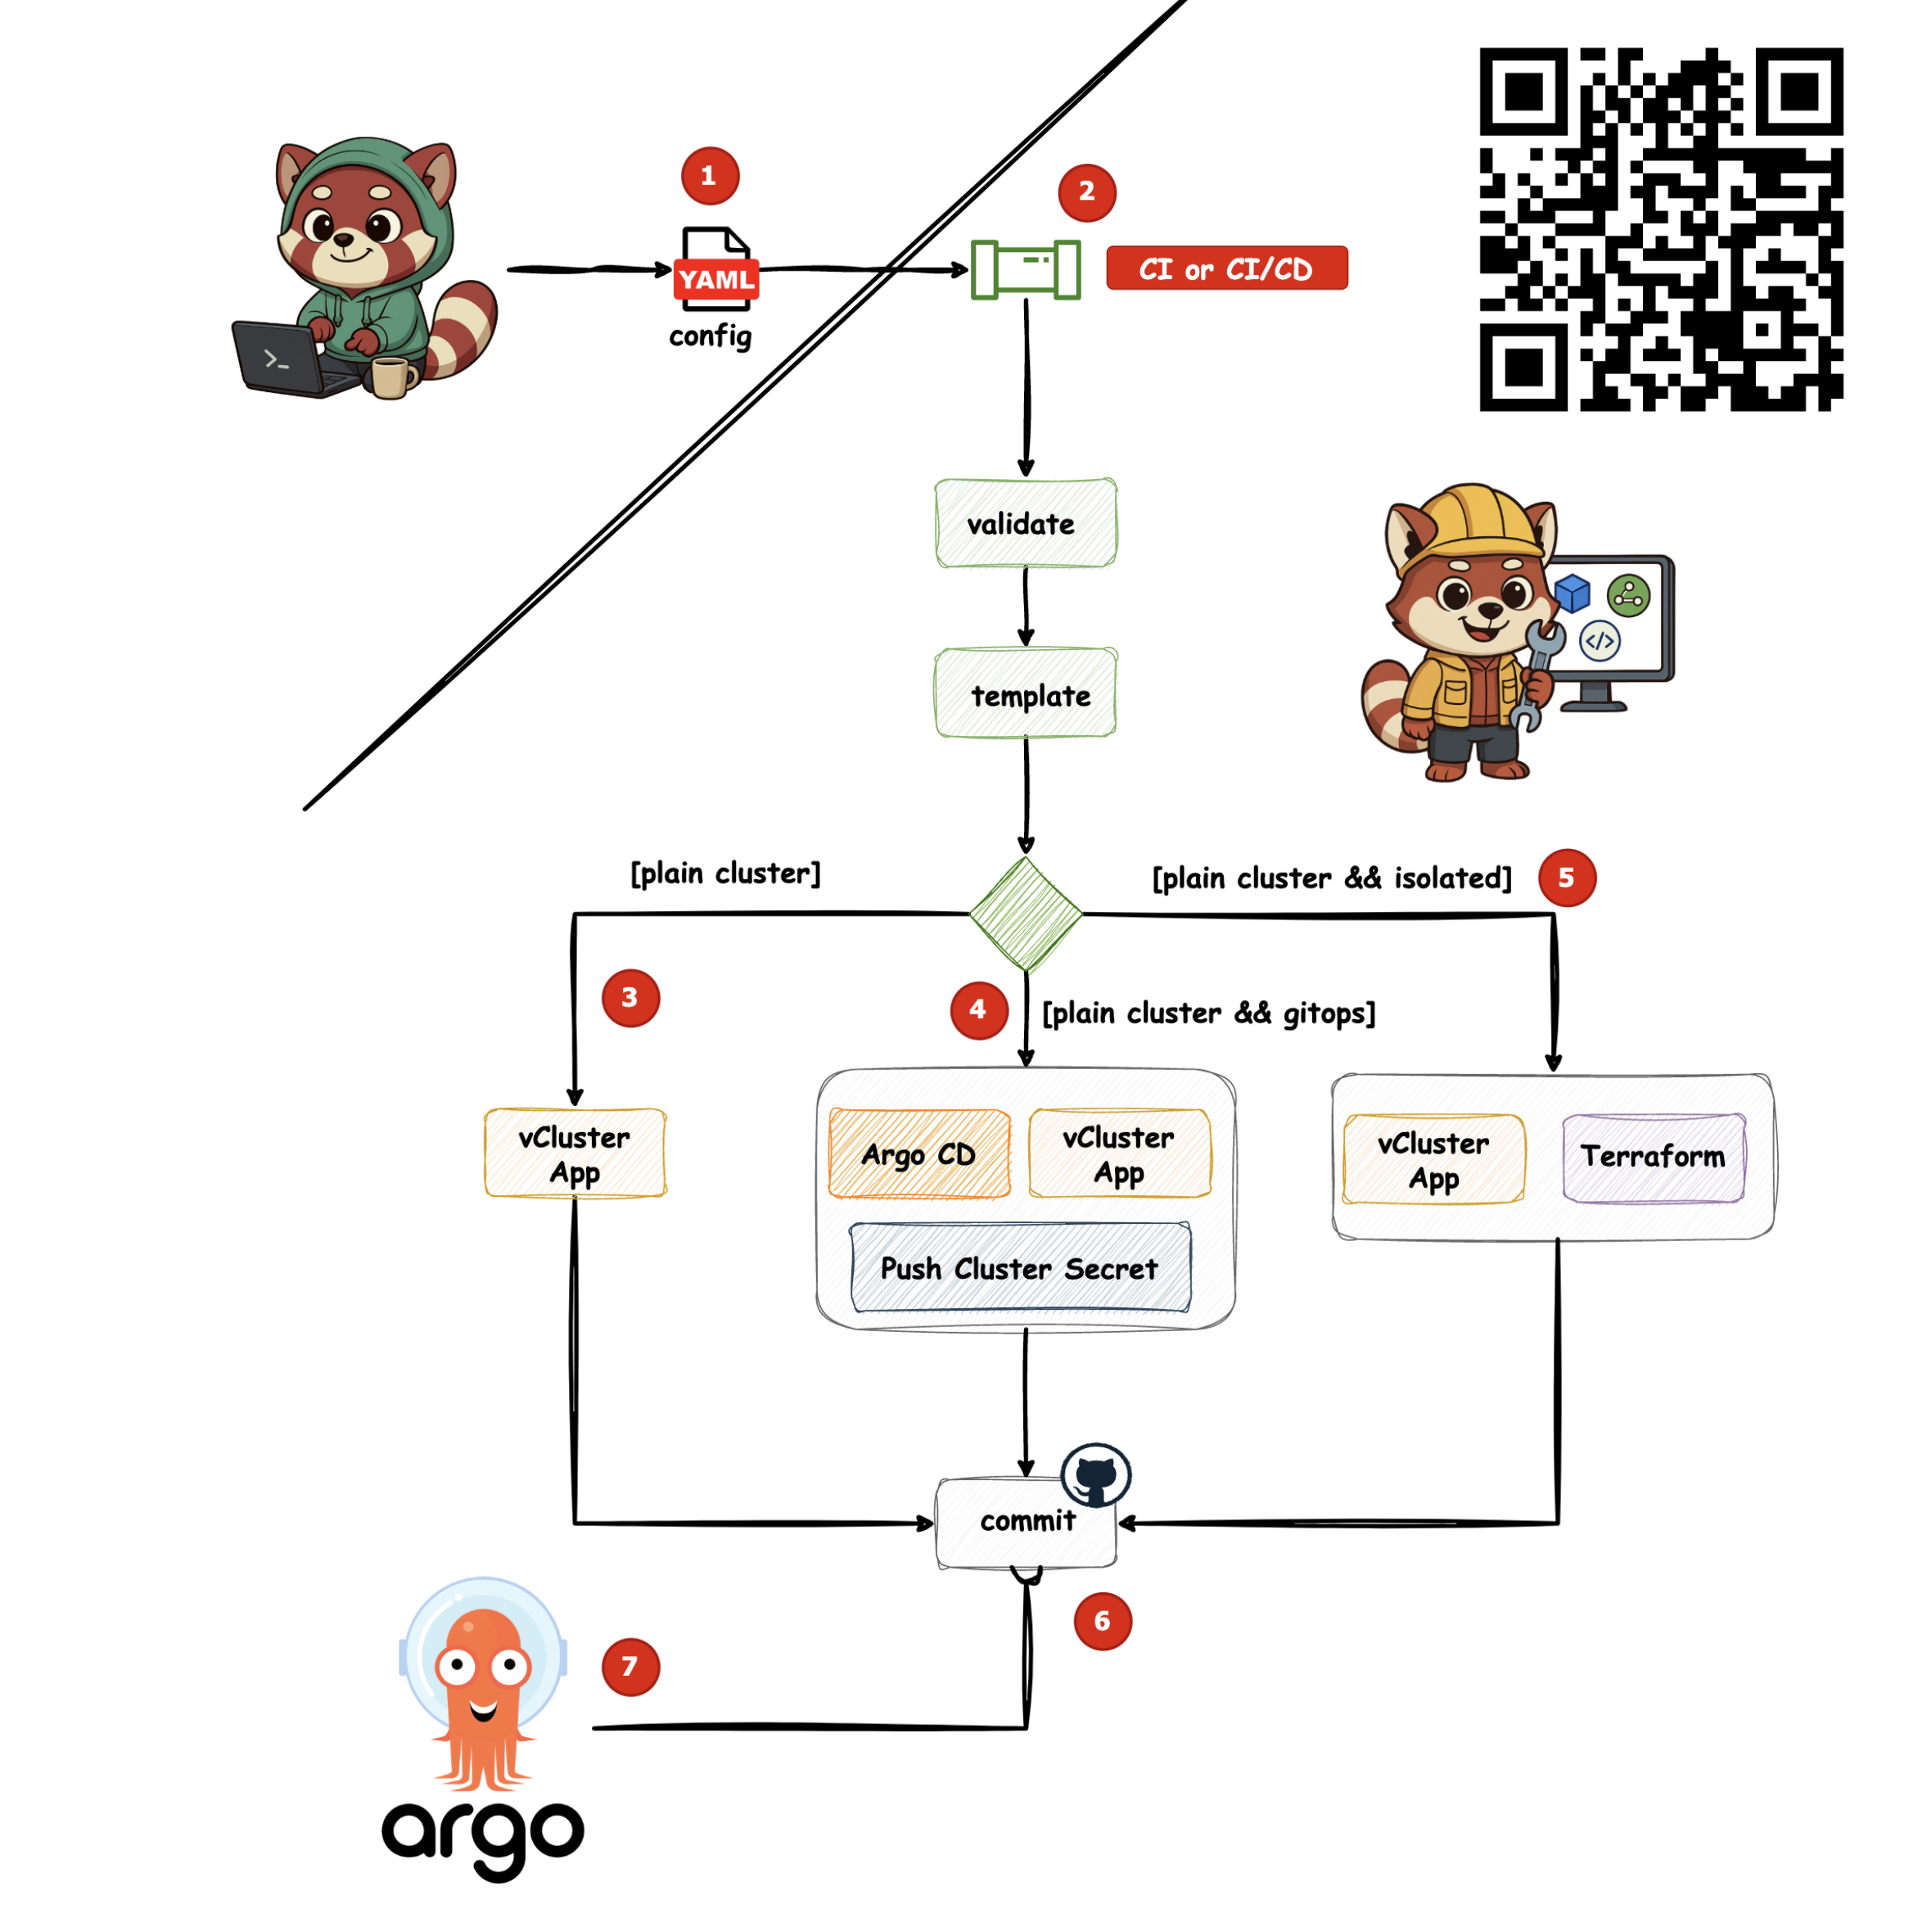 1
2
YAML
config
CI or CI/CD
>_
validate
</>
template
[plain cluster]
[plain cluster && isolated]
5
3
4
[plain cluster && gitops]
vCluster
App
Argo CD
vCluster
App
Push Cluster Secret
vCluster
App
Terraform
commit
6
7
argo